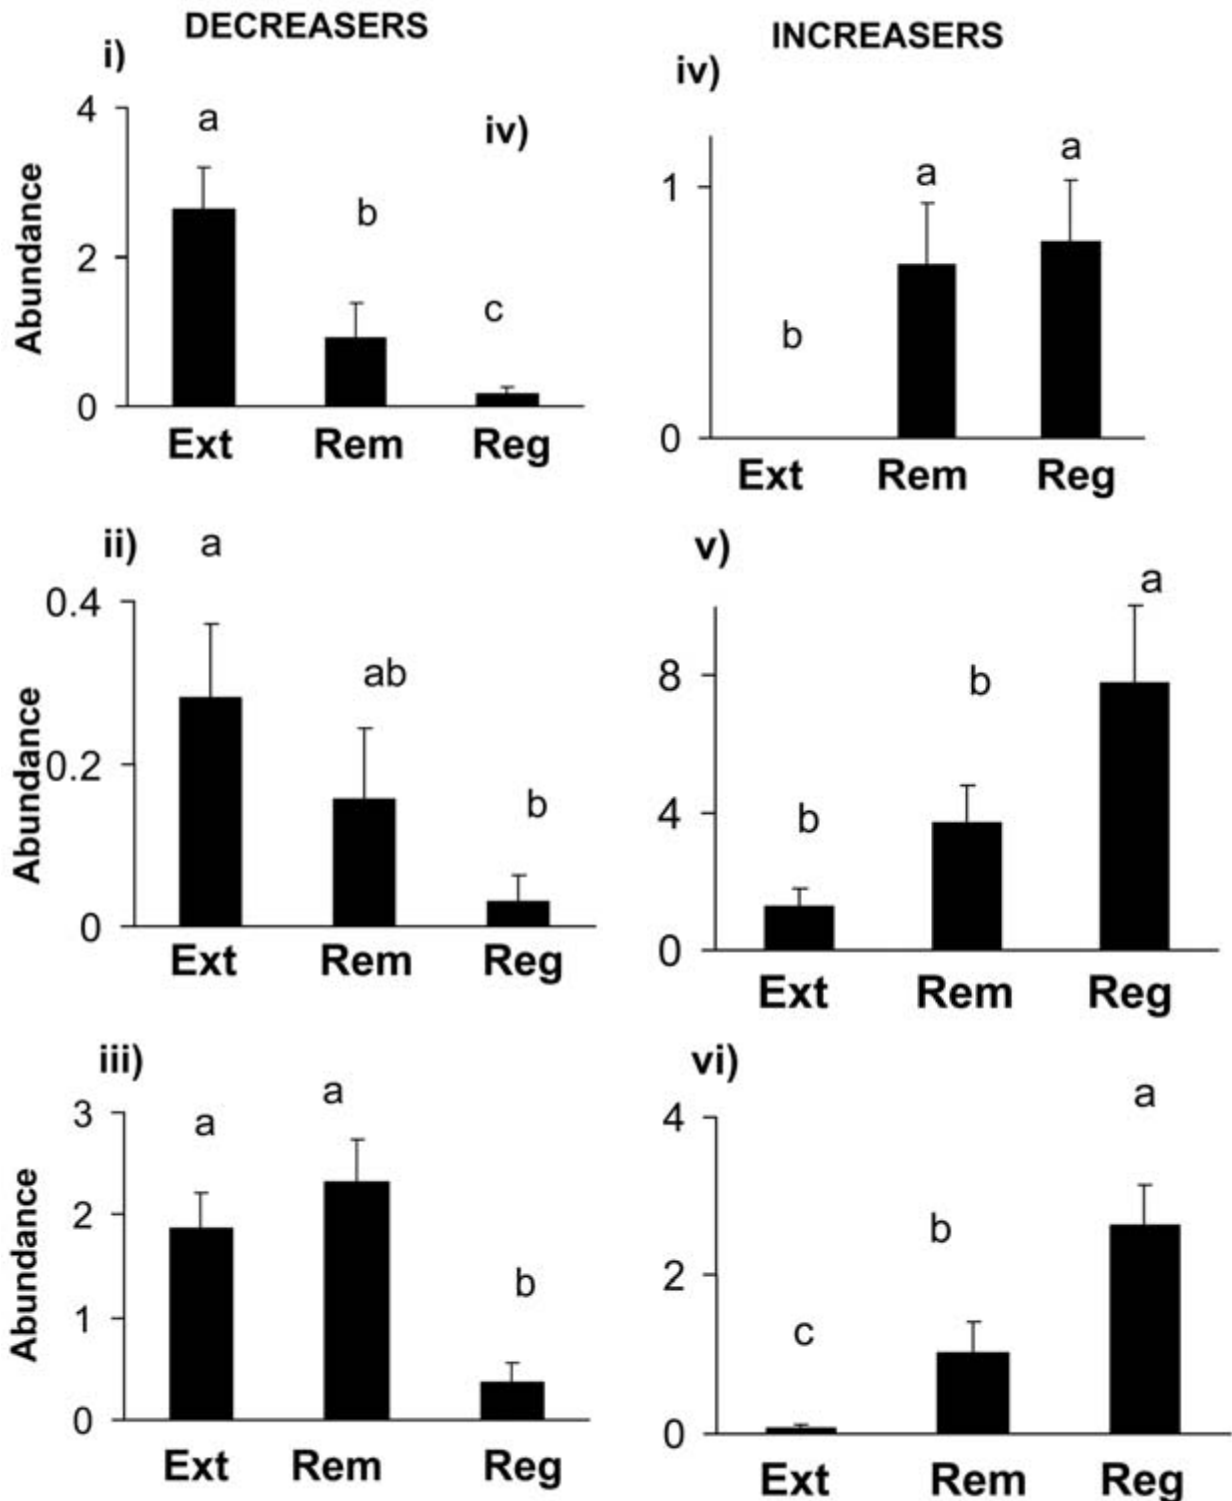 DECREASERS
INCREASERS
i)
iv)
iv)
Abundance
4
2
0
a
b
c
Ext Rem Reg
1
0
b
a
a
Ext Rem Reg
ii)
Abundance
0.4
0.2
0
a
ab
b
Ext Rem Reg
v)
8
4
0
b
b
a
Ext Rem Reg
iii)
Abundance
3
2
1
0
a
a
b
Ext Rem Reg
vi)
4
2
0
c
b
a
Ext Rem Reg